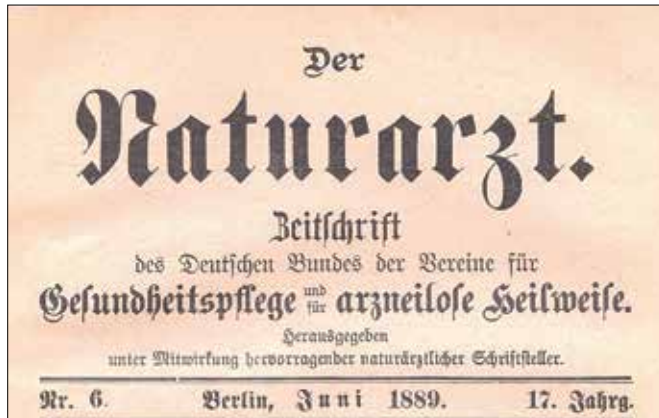 Der
Naturarzt.
Zeitschrift
des Deutschen Bundes der Vereine für
Gesundheitspflege und für arzneilose Heilweise.
Herausgegeben
unter Mitwirkung hervorragender naturärztlicher Schriftsteller.
Nr. 6. Berlin, Juni 1889. 17. Jahrg.